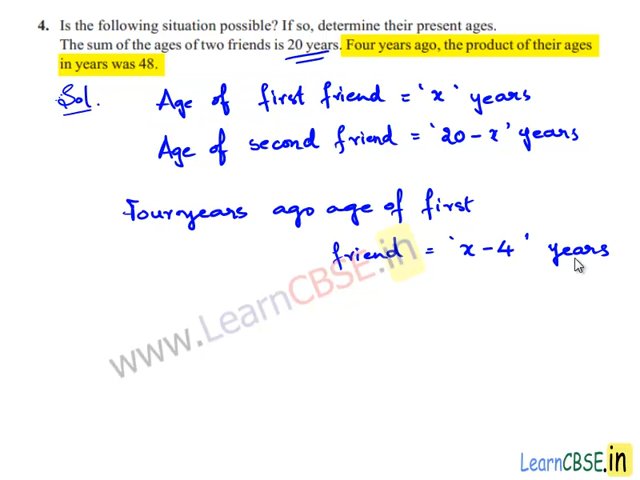 4. Is the following situation possible? If so, determine their present ages.
The sum of the ages of two friends is 20 years. Four years ago, the product of their ages
in years was 48.
Sol. Age of first friend = 'x' years
Age of second friend = '20 - x' years
Four years ago age of first
friend = 'x - 4' years
www.LearnCBSE.in
LearnCBSE.in